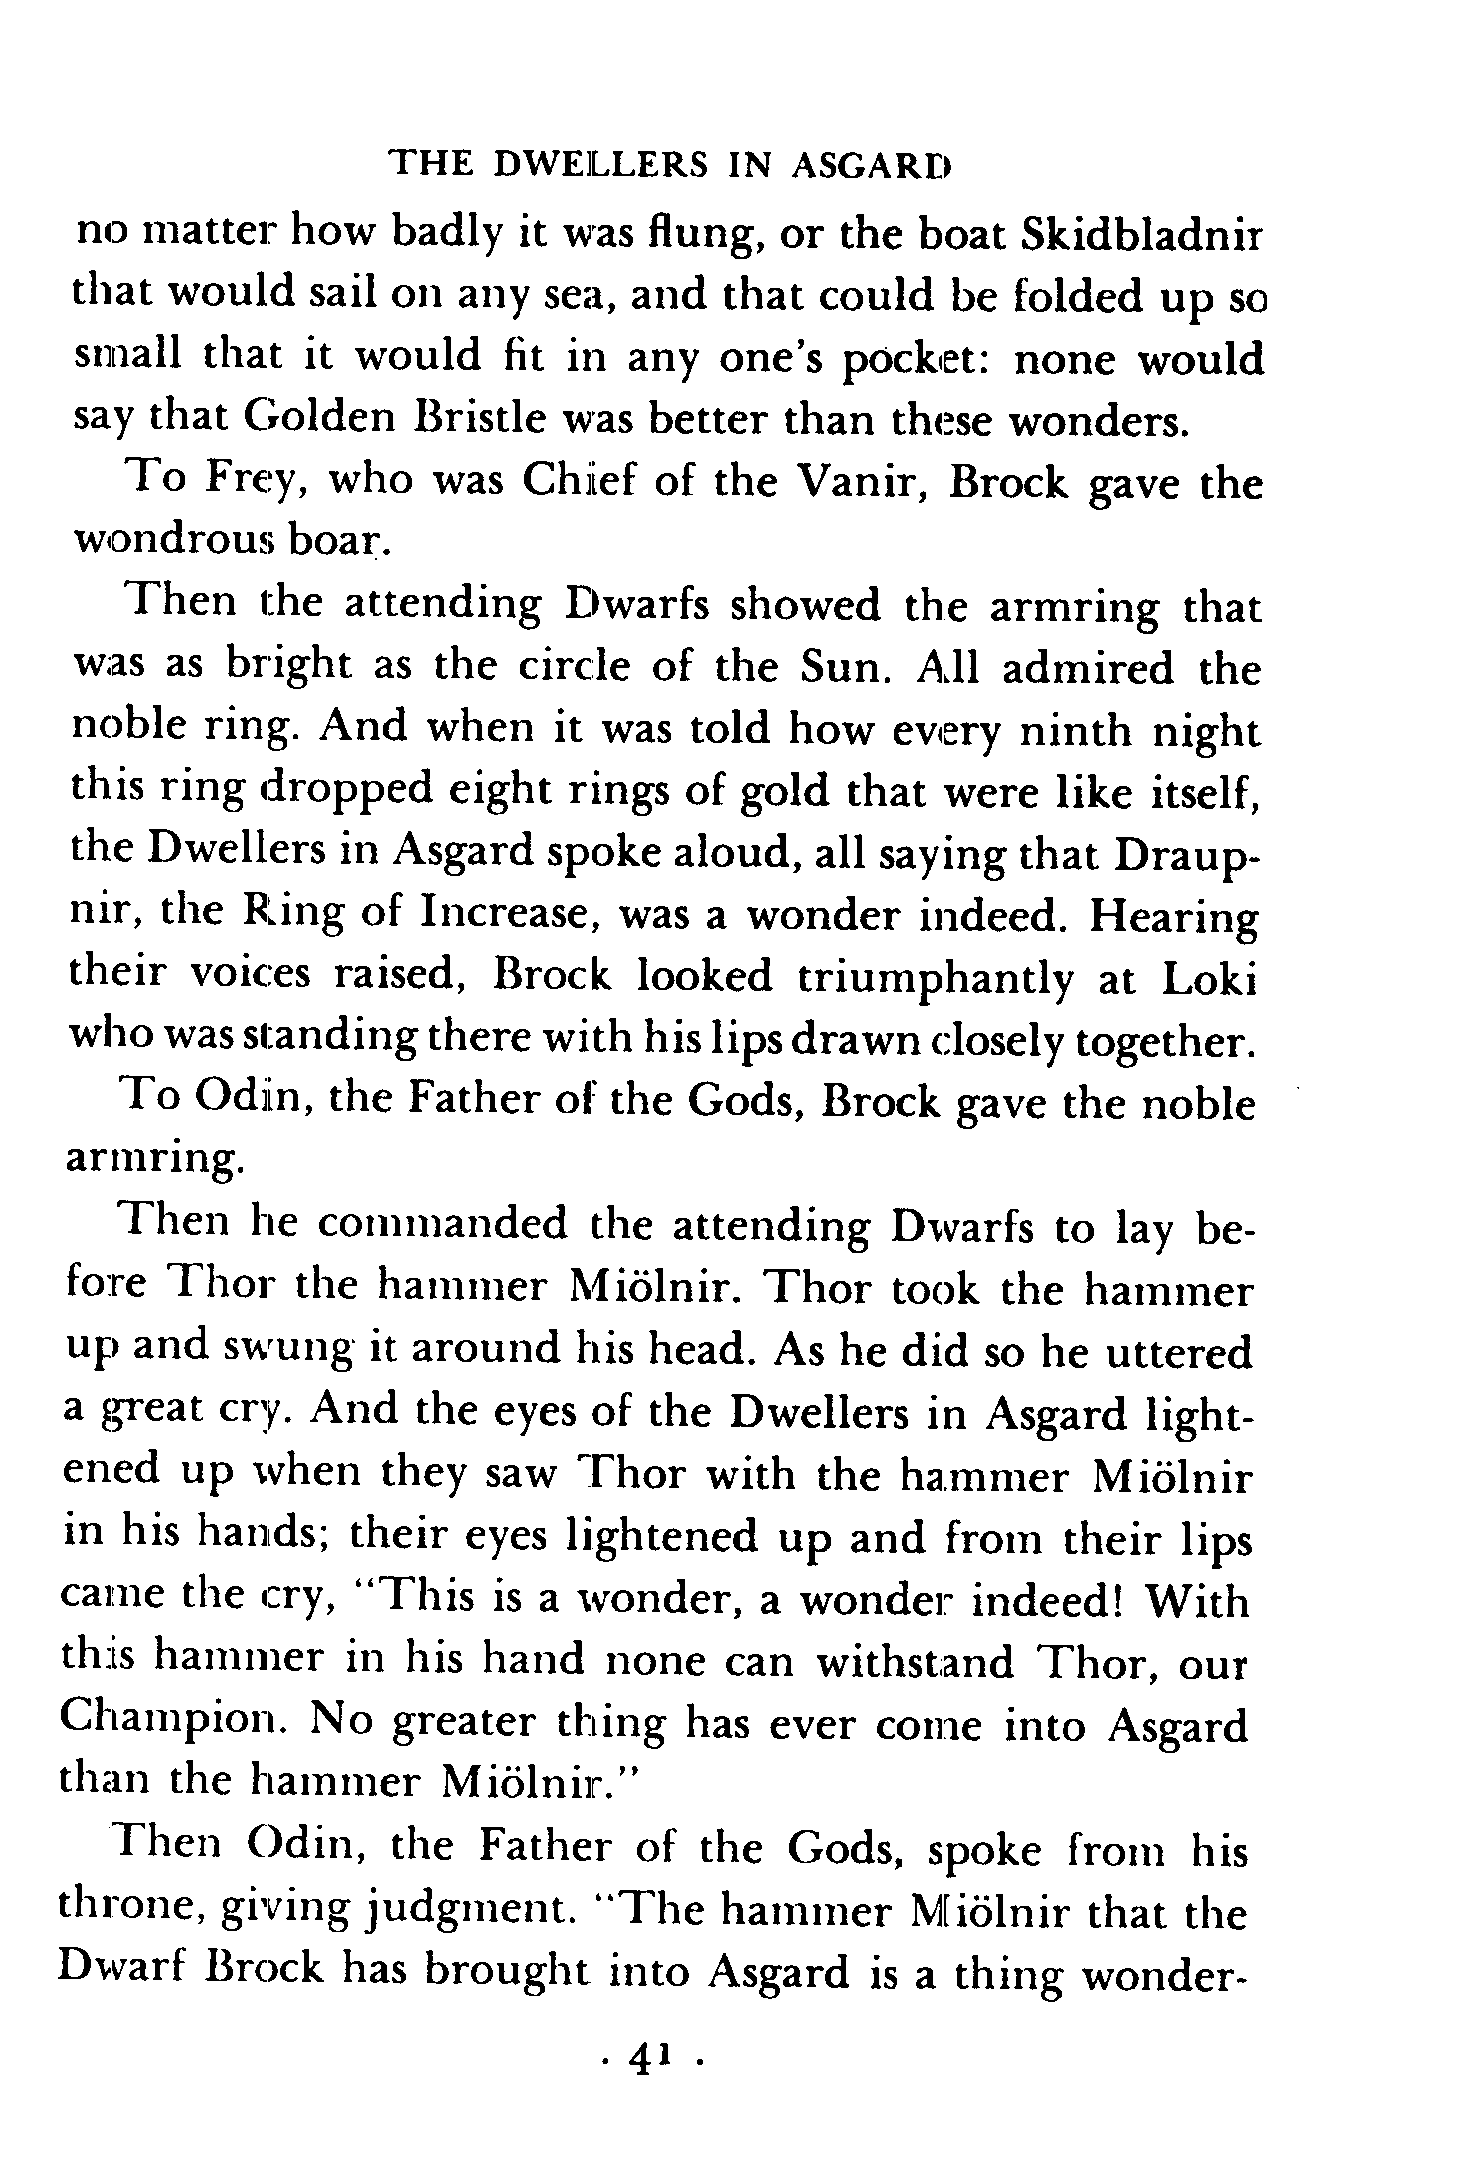 THE DWELLERS IN ASGARD
no matter how badly it was flung, or the boat Skidbladnir
that would sail on any sea, and that could be folded up so
small that it would fit in any one's pocket: none would
say that Golden Bristle was better than these wonders.
To Frey, who was Chief of the Vanir, Brock gave the
wondrous boar.
Then the attending Dwarfs showed the armring that
was as bright as the circle of the Sun. All admired the
noble ring. And when it was told how every ninth night
this ring dropped eight rings of gold that were like itself,
the Dwellers in Asgard spoke aloud, all saying that Draup-
nir, the Ring of Increase, was a wonder indeed. Hearing
their voices raised, Brock looked triumphantly at Loki
who was standing there with his lips drawn closely together.
To Odin, the Father of the Gods, Brock gave the noble
armring.
Then he commanded the attending Dwarfs to lay be-
fore Thor the hammer Miölnir. Thor took the hammer
up and swung it around his head. As he did so he uttered
a great cry. And the eyes of the Dwellers in Asgard light-
ened up when they saw Thor with the hammer Miölnir
in his hands; their eyes lightened up and from their lips
came the cry, "This is a wonder, a wonder indeed! With
this hammer in his hand none can withstand Thor, our
Champion. No greater thing has ever come into Asgard
than the hammer Miölnir."
Then Odin, the Father of the Gods, spoke from his
throne, giving judgment. "The hammer Miölnir that the
Dwarf Brock has brought into Asgard is a thing wonder-
· 41 ·